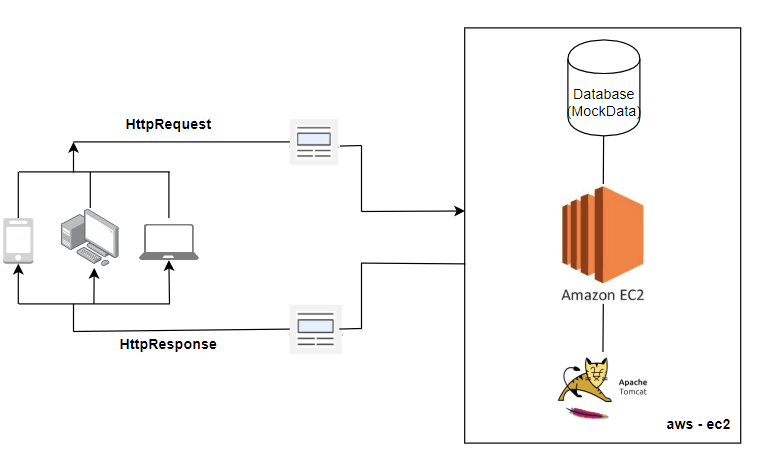 HttpRequest
HttpResponse
Database
(MockData)
Amazon EC2
Apache
Tomcat
aws - ec2